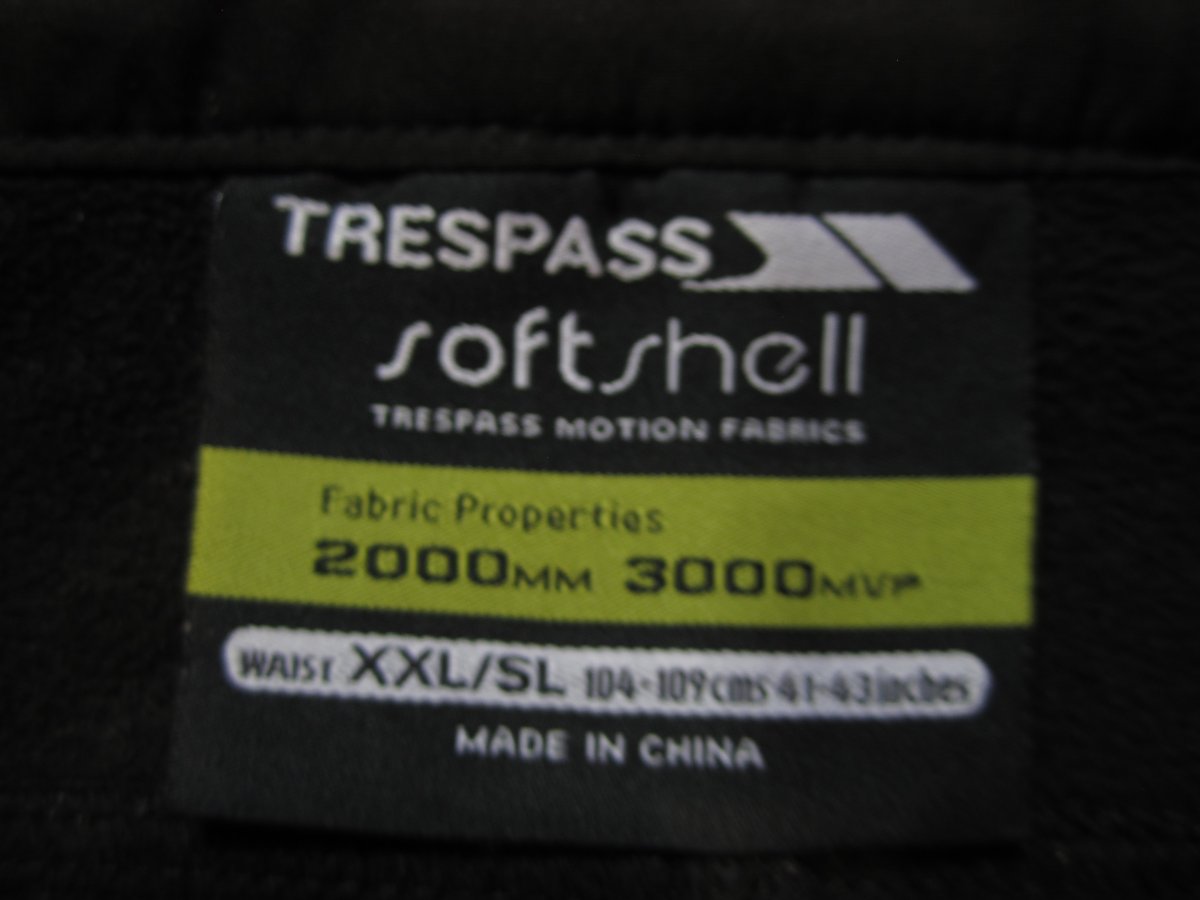 TRESPASS
softshell
TRESPASS MOTION FABRICS
Fabric Properties
2000MM 3000MVP
WAIST XXL/SL 104-109cms 41-43inches
MADE IN CHINA